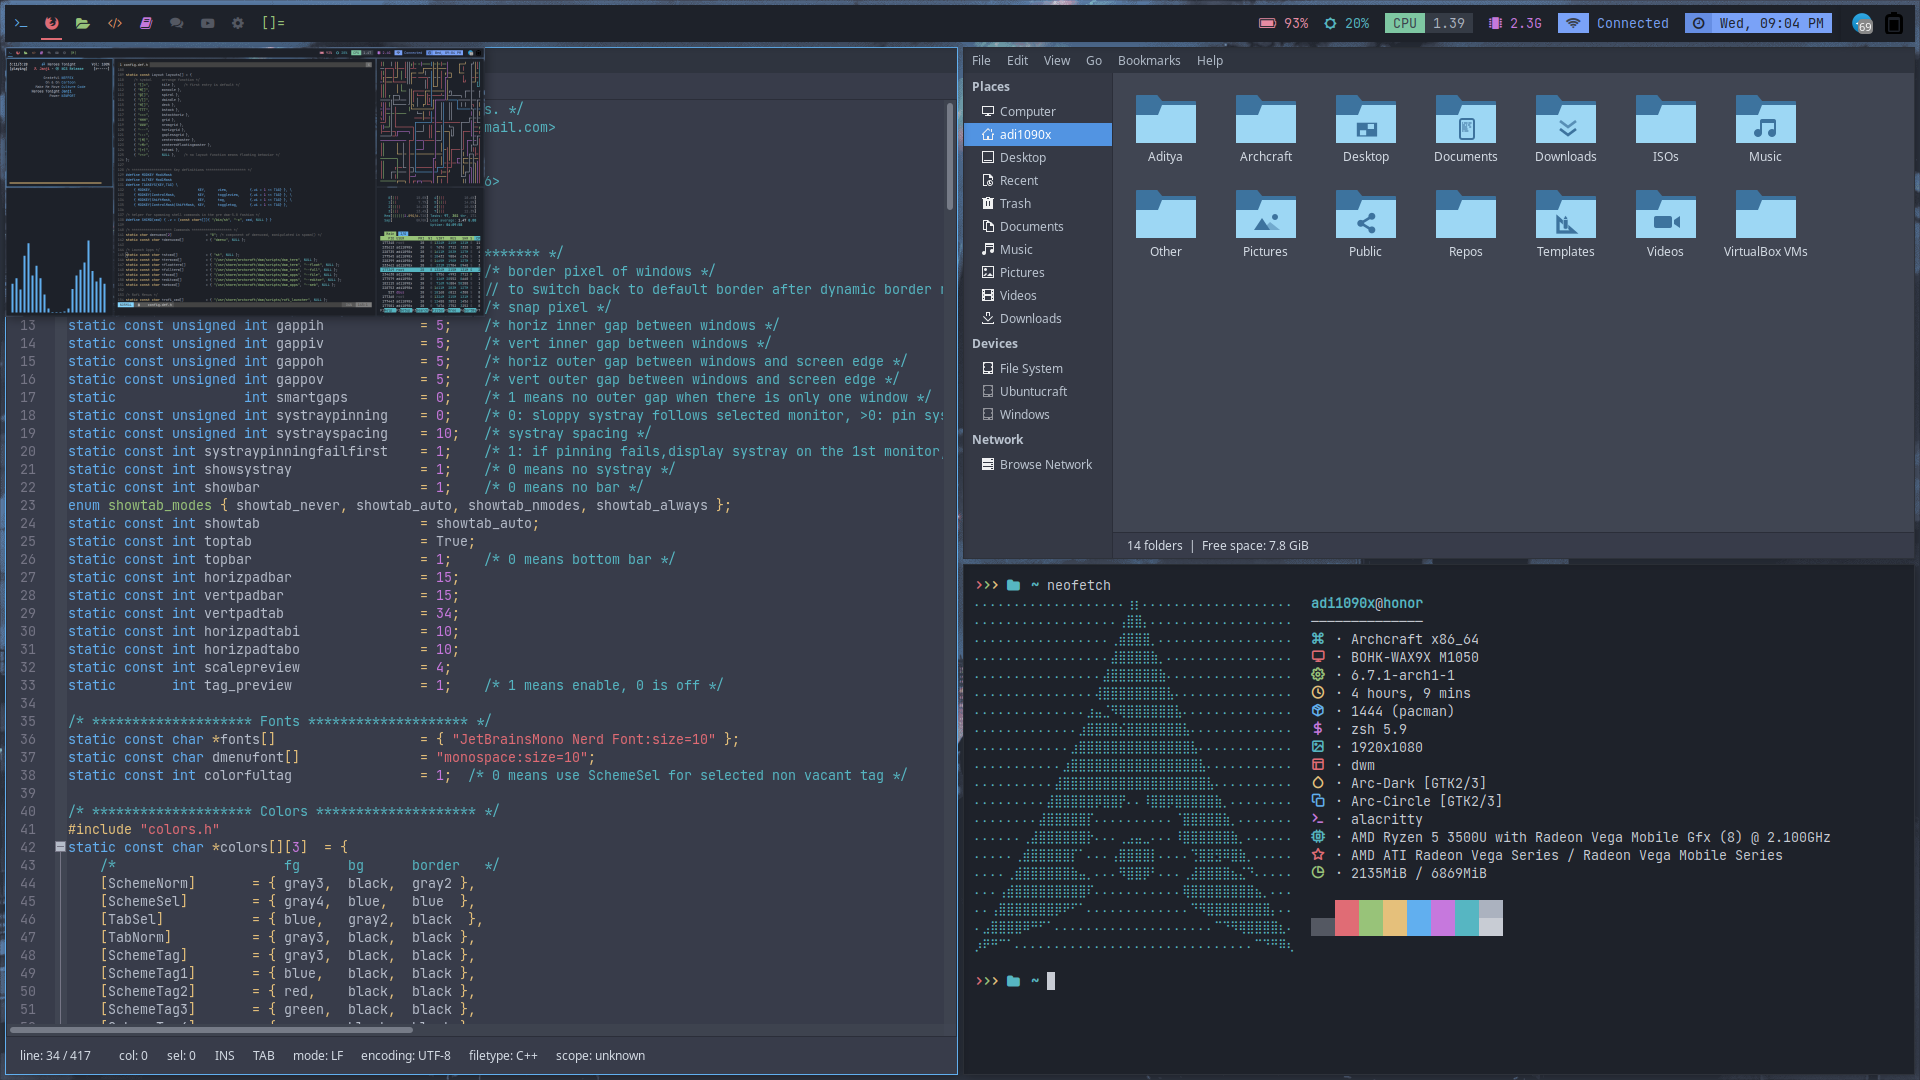 []=
93%
20%
CPU 1.39
2.3G
Connected
Wed, 09:04 PM
69
s. */
mail.com>
6>
******* */
/* border pixel of windows */
// to switch back to default border after dynamic border
/* snap pixel */
13 static const unsigned int gappih = 5; /* horiz inner gap between windows */
14 static const unsigned int gappiv = 5; /* vert inner gap between windows */
15 static const unsigned int gappoh = 5; /* horiz outer gap between windows and screen edge */
16 static const unsigned int gappov = 5; /* vert outer gap between windows and screen edge */
17 static int smartgaps = 0; /* 1 means no outer gap when there is only one window */
18 static const unsigned int systraypinning = 0; /* 0: sloppy systray follows selected monitor, >0: pin sys
19 static const unsigned int systrayspacing = 10; /* systray spacing */
20 static const int systraypinningfailfirst = 1; /* 1: if pinning fails,display systray on the 1st monitor,
21 static const int showsystray = 1; /* 0 means no systray */
22 static const int showbar = 1; /* 0 means no bar */
23 enum showtab_modes { showtab_never, showtab_auto, showtab_nmodes, showtab_always };
24 static const int showtab = showtab_auto;
25 static const int toptab = True;
26 static const int topbar = 1; /* 0 means bottom bar */
27 static const int horizpadbar = 15;
28 static const int vertpadbar = 15;
29 static const int vertpadtab = 34;
30 static const int horizpadtabi = 10;
31 static const int horizpadtabo = 10;
32 static const int scalepreview = 4;
33 static int tag_preview = 1; /* 1 means enable, 0 is off */
34
35 /* ******************** Fonts ******************** */
36 static const char *fonts[] = { "JetBrainsMono Nerd Font:size=10" };
37 static const char dmenufont[] = "monospace:size=10";
38 static const int colorfultag = 1; /* 0 means use SchemeSel for selected non vacant tag */
39
40 /* ******************** Colors ******************** */
41 #include "colors.h"
42 static const char *colors[][3] = {
43 /* fg bg border */
44 [SchemeNorm] = { gray3, black, gray2 },
45 [SchemeSel] = { gray4, blue, blue },
46 [TabSel] = { blue, gray2, black },
47 [TabNorm] = { gray3, black, black },
48 [SchemeTag] = { gray3, black, black },
49 [SchemeTag1] = { blue, black, black },
50 [SchemeTag2] = { red, black, black },
51 [SchemeTag3] = { green, black, black },
line: 34 / 417 col: 0 sel: 0 INS TAB mode: LF encoding: UTF-8 filetype: C++ scope: unknown
File Edit View Go Bookmarks Help
Places
Computer
adi1090x
Desktop
Recent
Trash
Documents
Music
Pictures
Videos
Downloads
Devices
File System
Ubuntucraft
Windows
Network
Browse Network
Aditya Archcraft Desktop Documents Downloads ISOs Music
Other Pictures Public Repos Templates Videos VirtualBox VMs
14 folders | Free space: 7.8 GiB
>>> ~ neofetch
adi1090x@honor
· Archcraft x86_64
· BOHK-WAX9X M1050
· 6.7.1-arch1-1
· 4 hours, 9 mins
· 1444 (pacman)
· zsh 5.9
· 1920x1080
· dwm
· Arc-Dark [GTK2/3]
· Arc-Circle [GTK2/3]
· alacritty
· AMD Ryzen 5 3500U with Radeon Vega Mobile Gfx (8) @ 2.100GHz
· AMD ATI Radeon Vega Series / Radeon Vega Mobile Series
· 2135MiB / 6869MiB
>>> ~